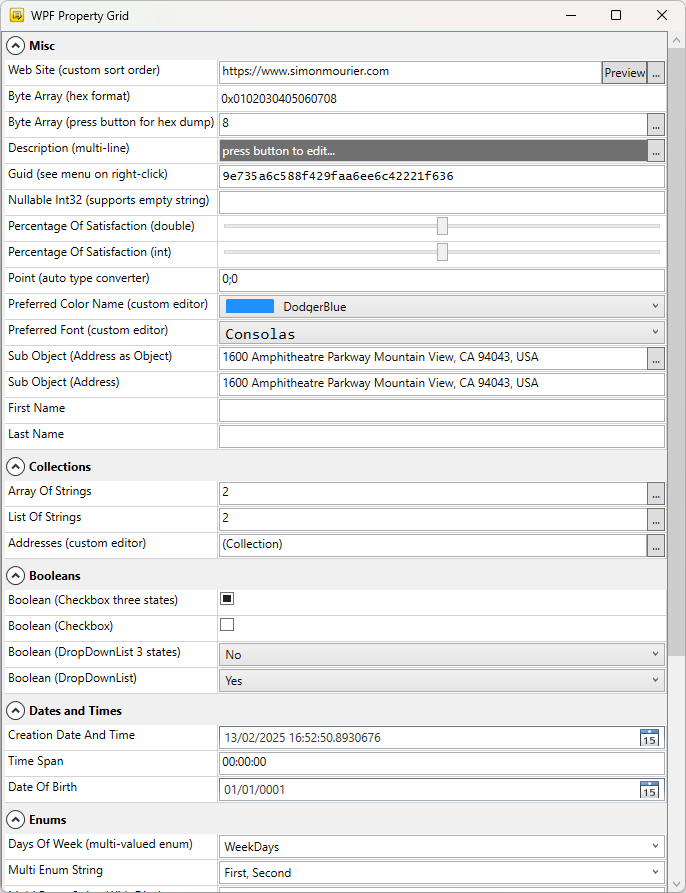 WPF Property Grid
Misc
Web Site (custom sort order) https://www.simonmourier.com Preview ...
Byte Array (hex format) 0x0102030405060708
Byte Array (press button for hex dump) 8 ...
Description (multi-line) press button to edit... ...
Guid (see menu on right-click) 9e735a6c588f429faa6ee6c42221f636
Nullable Int32 (supports empty string)
Percentage Of Satisfaction (double)
Percentage Of Satisfaction (int)
Point (auto type converter) 0;0
Preferred Color Name (custom editor) DodgerBlue
Preferred Font (custom editor) Consolas
Sub Object (Address as Object) 1600 Amphitheatre Parkway Mountain View, CA 94043, USA ...
Sub Object (Address) 1600 Amphitheatre Parkway Mountain View, CA 94043, USA
First Name
Last Name
Collections
Array Of Strings 2 ...
List Of Strings 2 ...
Addresses (custom editor) (Collection) ...
Booleans
Boolean (Checkbox three states)
Boolean (Checkbox)
Boolean (DropDownList 3 states) No
Boolean (DropDownList) Yes
Dates and Times
Creation Date And Time 13/02/2025 16:52:50.8930676 15
Time Span 00:00:00
Date Of Birth 01/01/0001 15
Enums
Days Of Week (multi-valued enum) WeekDays
Multi Enum String First, Second